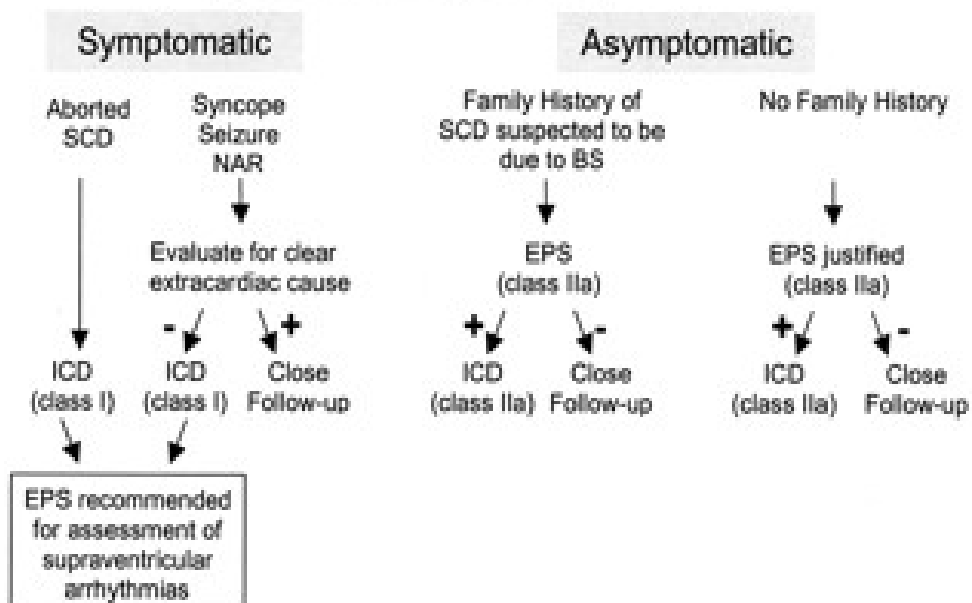 Symptomatic
Asymptomatic
Aborted
SCD
Syncope
Seizure
NAR
Family History of
SCD suspected to be
due to BS
No Family History
Evaluate for clear
extracardiac cause
EPS
(class IIa)
EPS justified
(class IIa)
-
+
+
-
+
-
ICD
(class I)
ICD
(class I)
Close
Follow-up
ICD
(class IIa)
Close
Follow-up
ICD
(class IIa)
Close
Follow-up
EPS recommended
for assessment of
supraventricular
arrhythmias